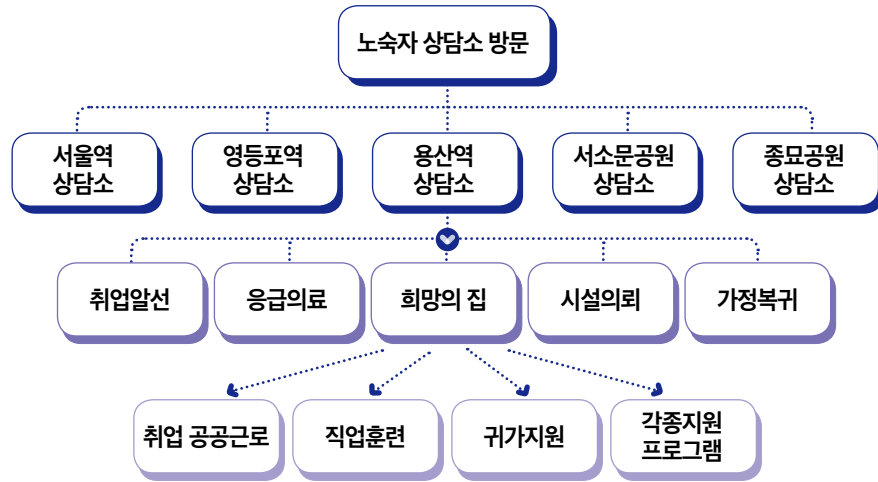 노숙자 상담소 방문
서울역
상담소
영등포역
상담소
용산역
상담소
서소문공원
상담소
종묘공원
상담소
취업알선
응급의료
희망의 집
시설의뢰
가정복귀
취업 공공근로
직업훈련
귀가지원
각종지원
프로그램